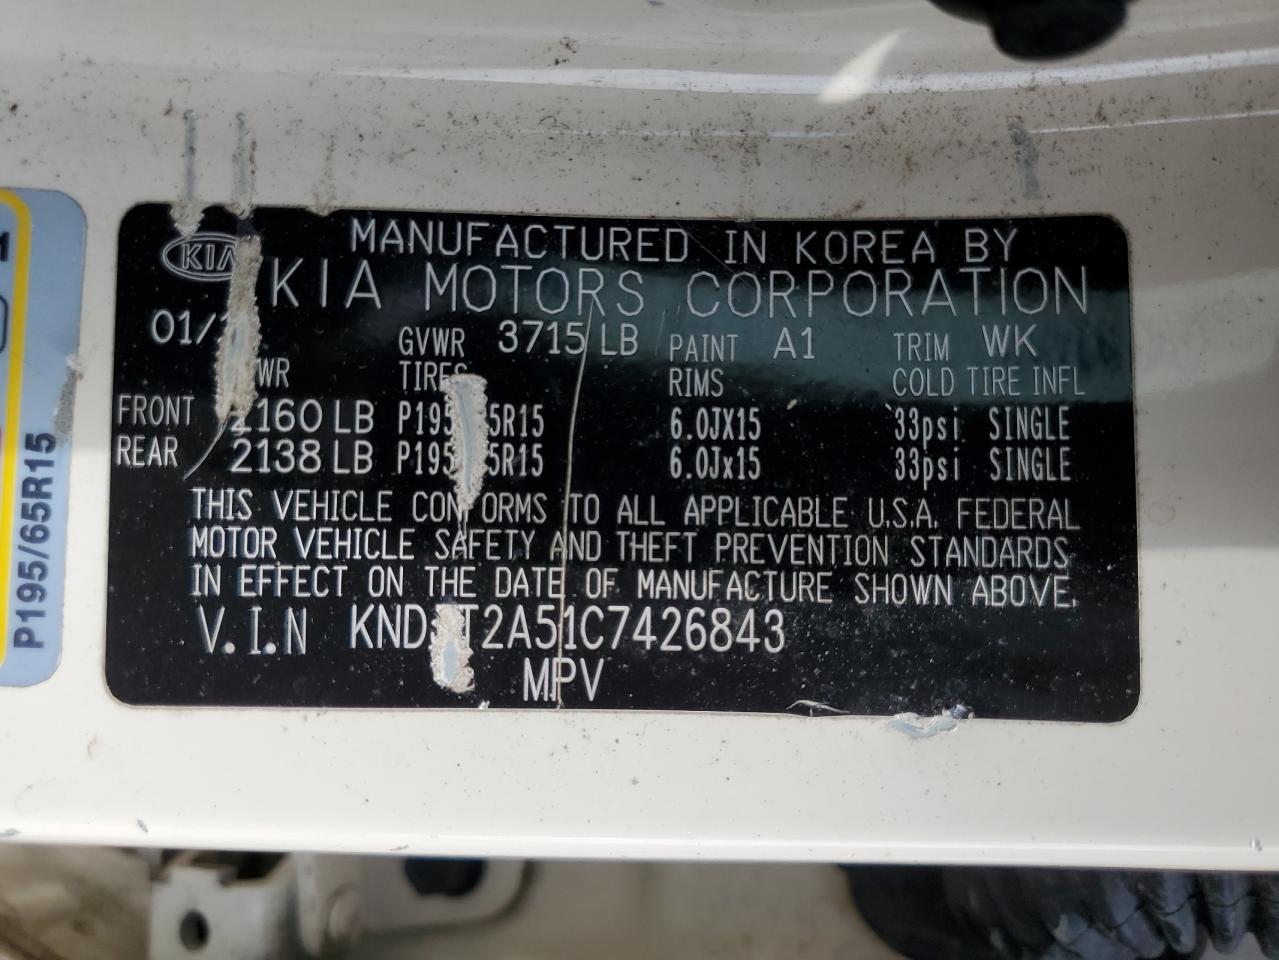 MANUFACTURED IN KOREA BY
KIA KIA MOTORS CORPORATION
GVWR 3715 LB PAINT A1 TRIM WK
TIRES RIMS COLD TIRE INFL
FRONT LB 6.0JX15 33psi SINGLE
REAR 2138 LB 6.0Jx15 33psi SINGLE
THIS VEHICLE CONFORMS TO ALL APPLICABLE U.S.A. FEDERAL
MOTOR VEHICLE SAFETY AND THEFT PREVENTION STANDARDS
IN EFFECT ON THE DATE OF MANUFACTURE SHOWN ABOVE.
V.I.N
MPV
P195/65R15